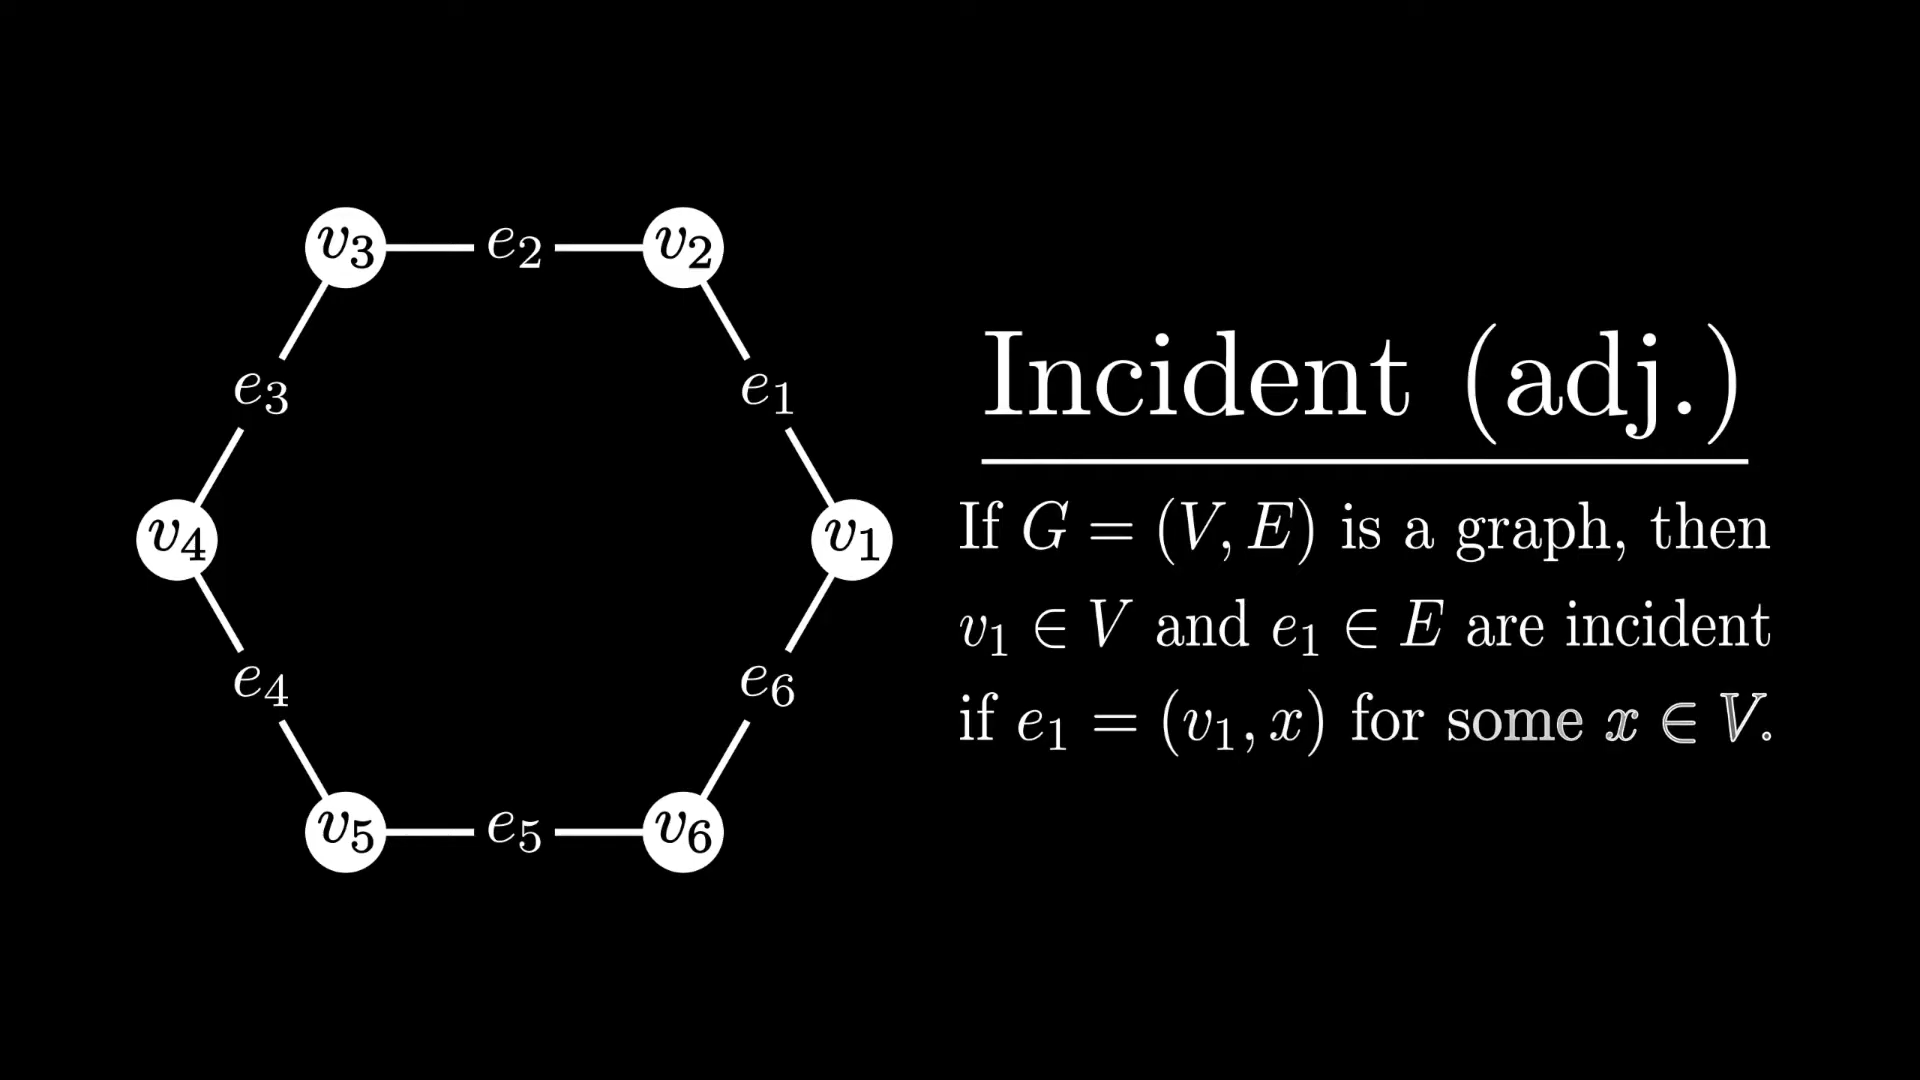 v₃ e₂ v₂
e₃ e₁
v₄ v₁
e₄ e₆
v₅ e₅ v₆
Incident (adj.)
If G = (V, E) is a graph, then
v₁ ∈ V and e₁ ∈ E are incident
if e₁ = (v₁, x) for some x ∈ V.